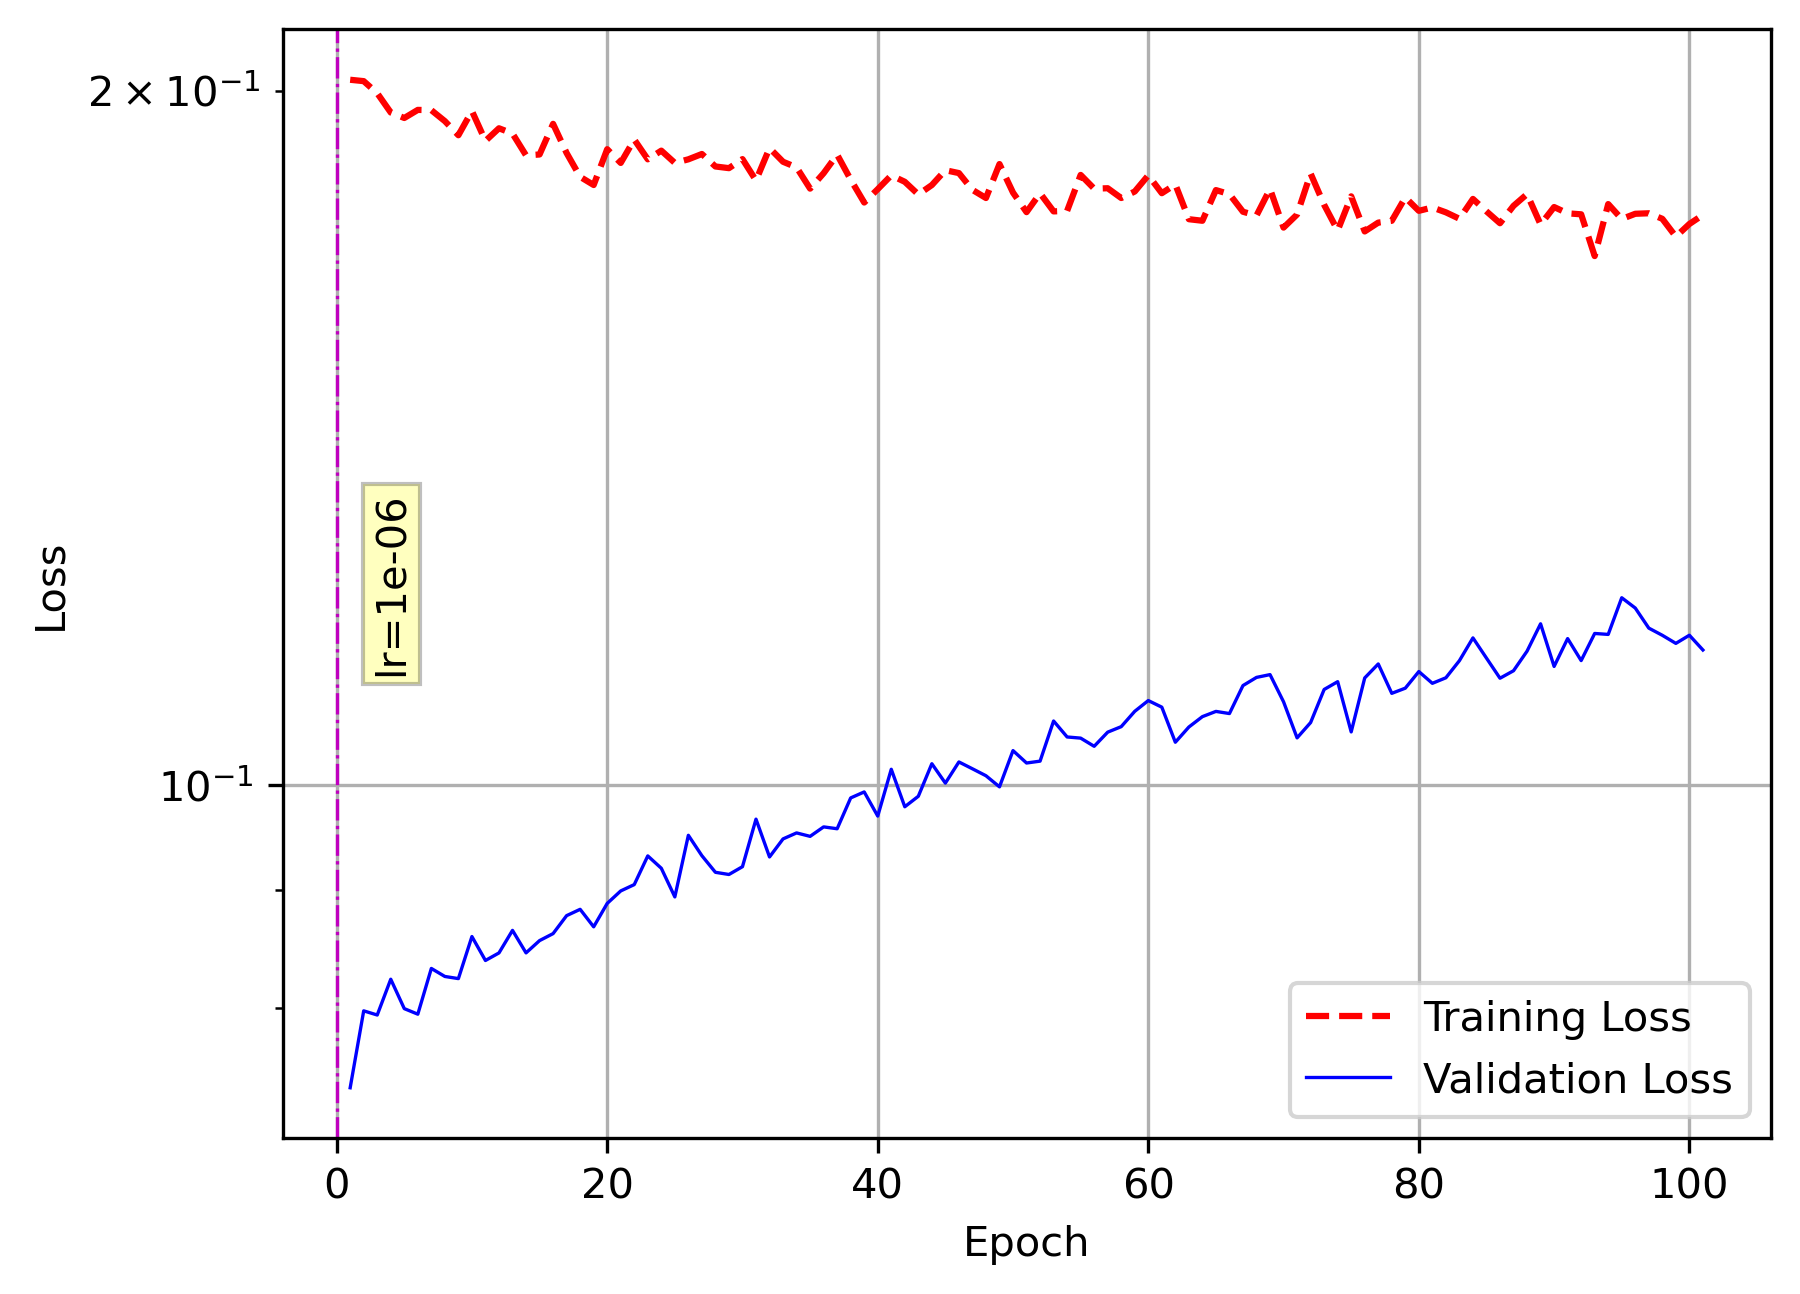 2 × 10⁻¹
10⁻¹
Loss
lr=1e-06
Training Loss
Validation Loss
0 20 40 60 80 100
Epoch